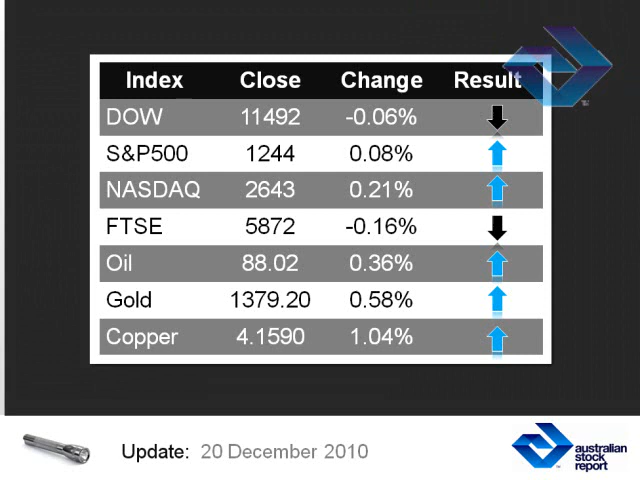 Index Close Change Result
DOW 11492 -0.06%
S&P500 1244 0.08%
NASDAQ 2643 0.21%
FTSE 5872 -0.16%
Oil 88.02 0.36%
Gold 1379.20 0.58%
Copper 4.1590 1.04%
TM
Update: 20 December 2010
australian
stock
report